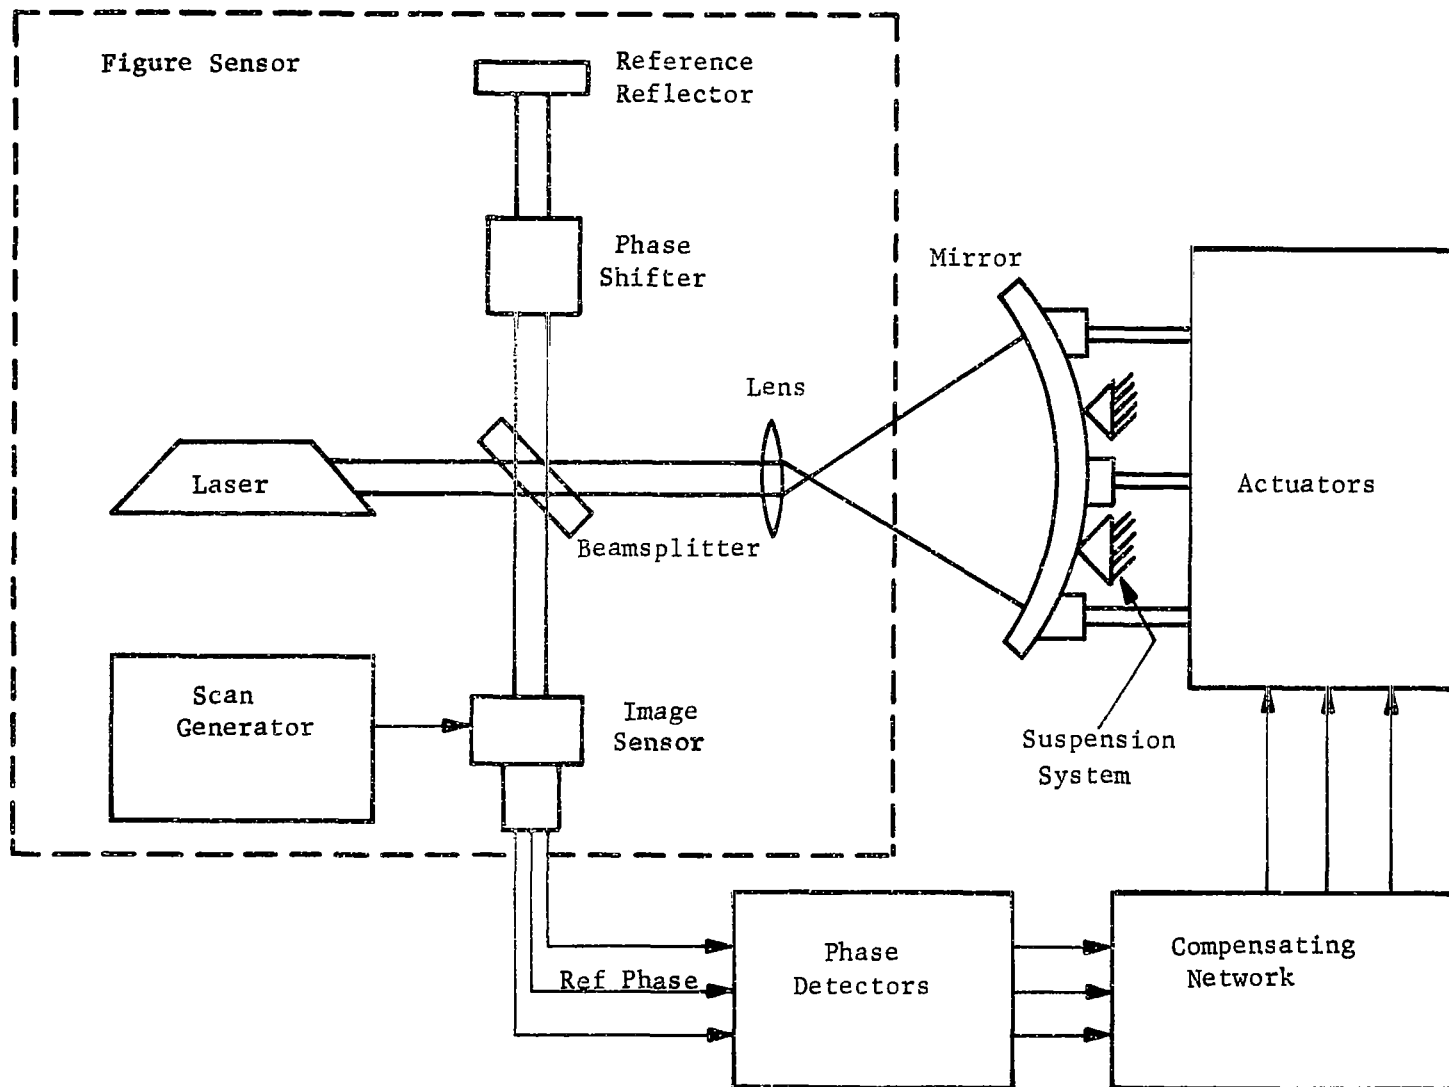 Figure Sensor
Reference
Reflector
Phase
Shifter
Mirror
Lens
Laser
Beamsplitter
Actuators
Scan
Generator
Image
Sensor
Suspension
System
Ref Phase
Phase
Detectors
Compensating
Network